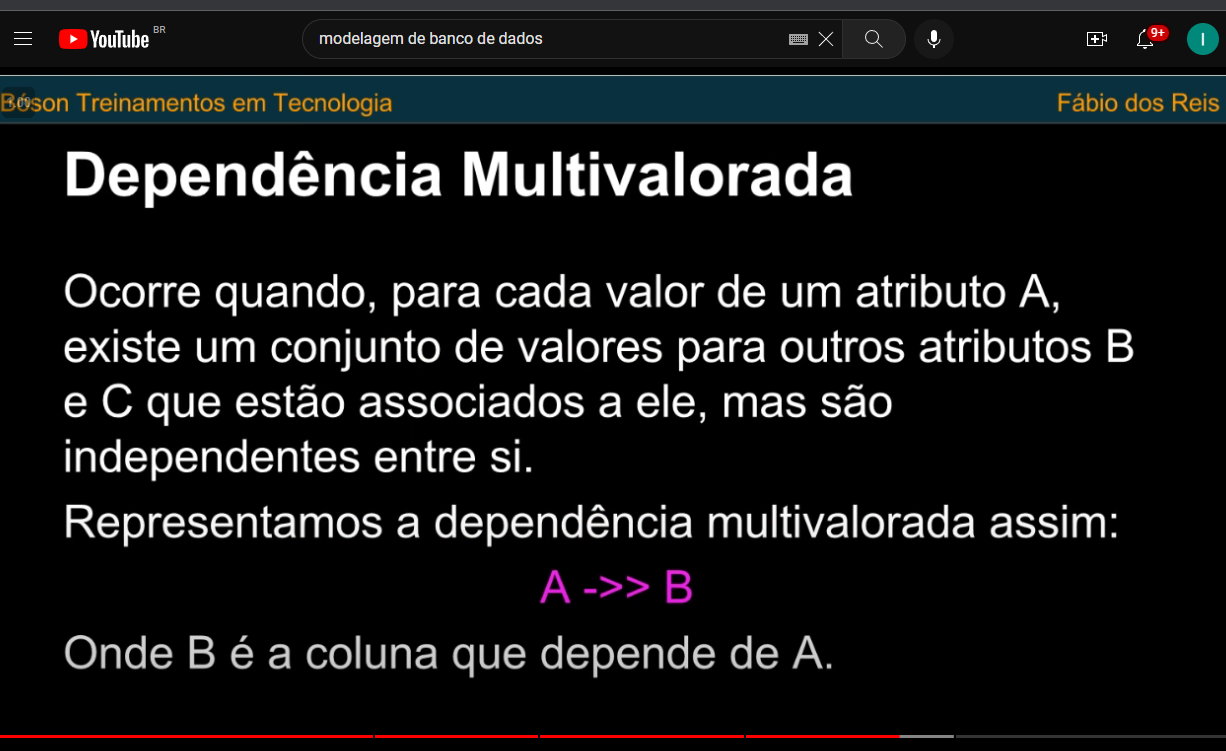 YouTube BR
modelagem de banco de dados
9+
I
Bóson Treinamentos em Tecnologia
Fábio dos Reis
Dependência Multivalorada
Ocorre quando, para cada valor de um atributo A,
existe um conjunto de valores para outros atributos B
e C que estão associados a ele, mas são
independentes entre si.
Representamos a dependência multivalorada assim:
A ->> B
Onde B é a coluna que depende de A.